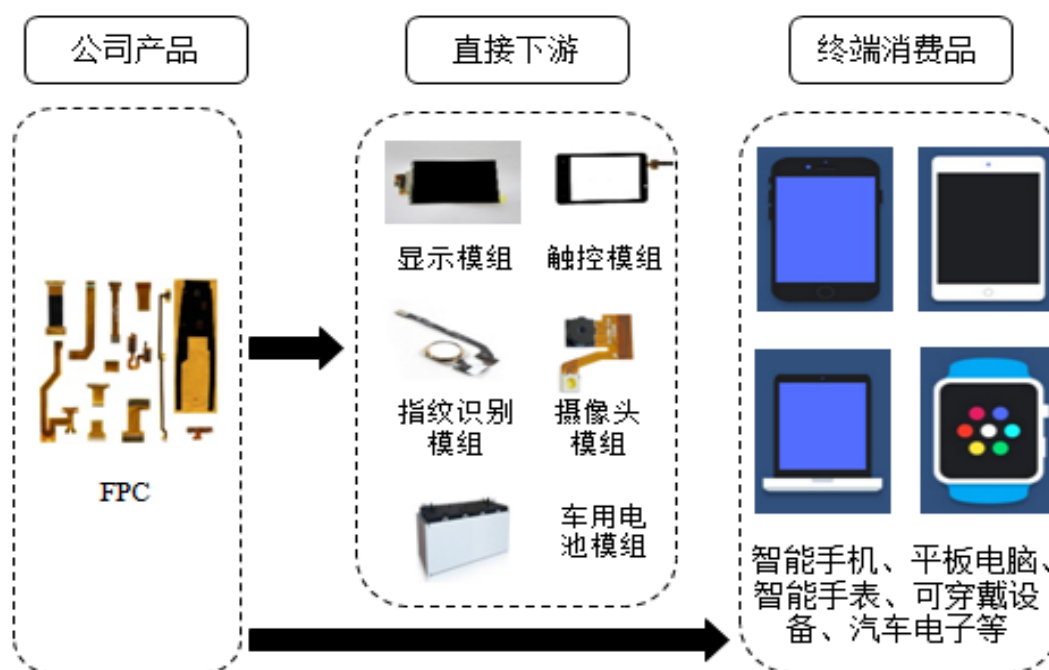 公司产品
直接下游
终端消费品
FPC
显示模组
触控模组
指纹识别
模组
摄像头
模组
车用电
池模组
智能手机、平板电脑、
智能手表、可穿戴设
备、汽车电子等